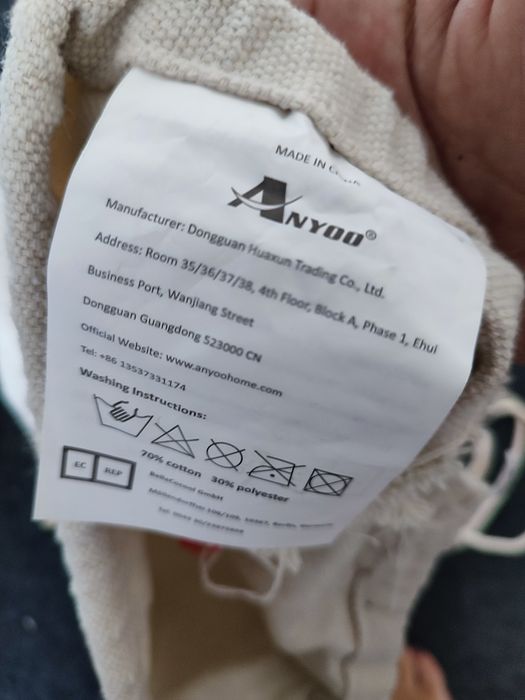 MADE IN
ANYOO®
Manufacturer: Dongguan Huaxun Trading Co., Ltd.
Address: Room 35/36/37/38, 4th Floor, Block A, Phase 1, Ehui
Business Port, Wanjiang Street
Dongguan Guangdong 523000 CN
Official Website: www.anyoohome.com
Tel: +86 13537331174
Washing Instructions:
70% cotton 30% polyester
EC REP
GmbH
Berlin,